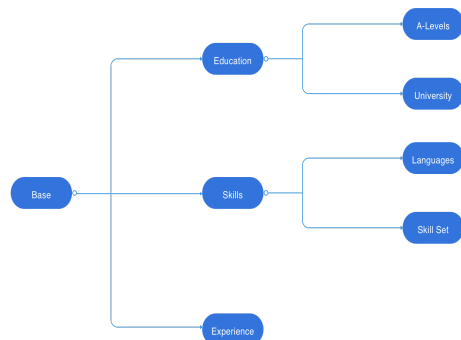 A-Levels
Education
University
Languages
Base
Skills
Skill Set
Experience